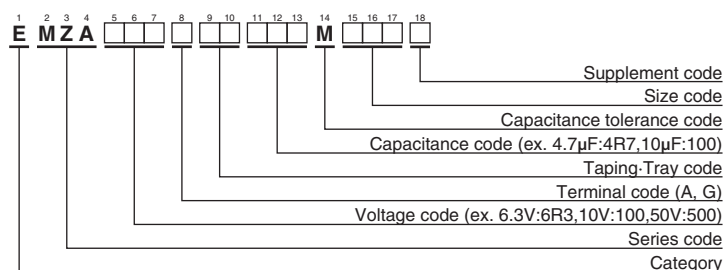 1 2 3 4 5 6 7 8 9 10 11 12 13 14 15 16 17 18
E M Z A M
Supplement code
Size code
Capacitance tolerance code
Capacitance code (ex. 4.7µF:4R7,10µF:100)
Taping·Tray code
Terminal code (A, G)
Voltage code (ex. 6.3V:6R3,10V:100,50V:500)
Series code
Category